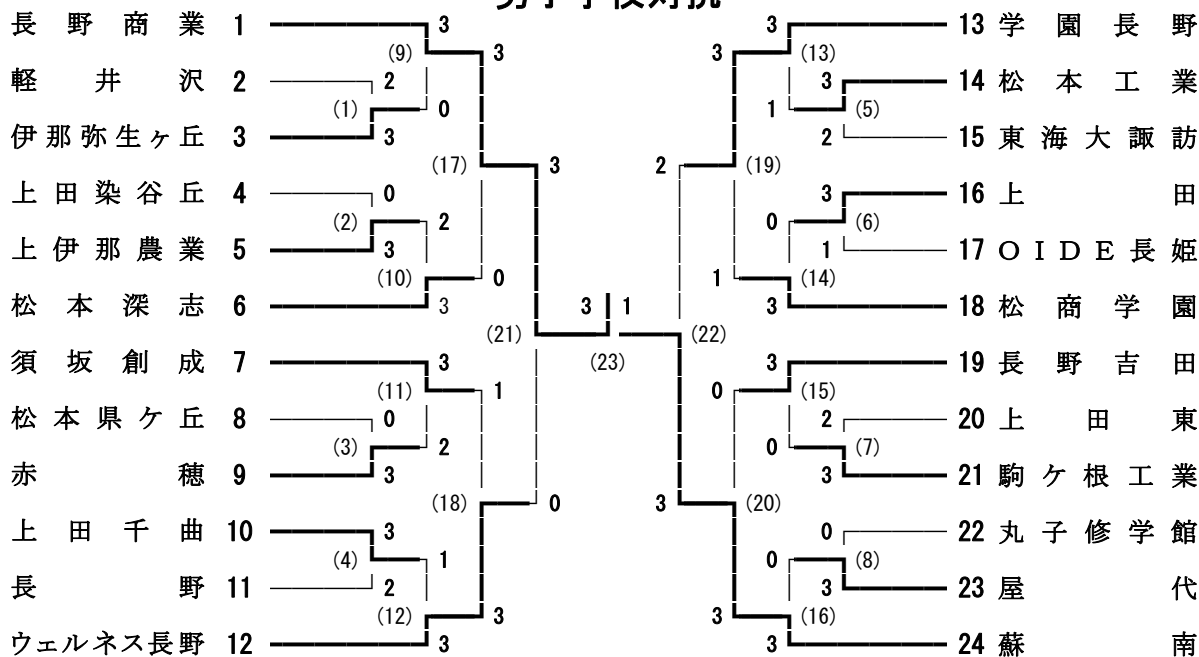 男子学校対抗
長野商業 1 3 3 13 学園長野
(9) 3 3 (13)
軽井沢 2 2 3 14 松本工業
(1) 0 1 (5)
伊那弥生ヶ丘 3 3 2 15 東海大諏訪
(17) 3 2 (19)
上田染谷丘 4 0 3 16 上田
(2) 2 0 (6)
上伊那農業 5 3 1 17 ＯＩＤＥ長姫
(10) 0 1 (14)
松本深志 6 3 3 1 3 18 松商学園
(21) (22)
須坂創成 7 3 (23) 3 19 長野吉田
(11) 1 0 (15)
松本県ケ丘 8 0 2 20 上田東
(3) 2 0 (7)
赤穂 9 3 3 21 駒ケ根工業
(18) 0 3 (20)
上田千曲 10 3 0 22 丸子修学館
(4) 1 0 (8)
長野 11 2 3 23 屋代
(12) 3 3 (16)
ウェルネス長野 12 3 3 24 蘇南